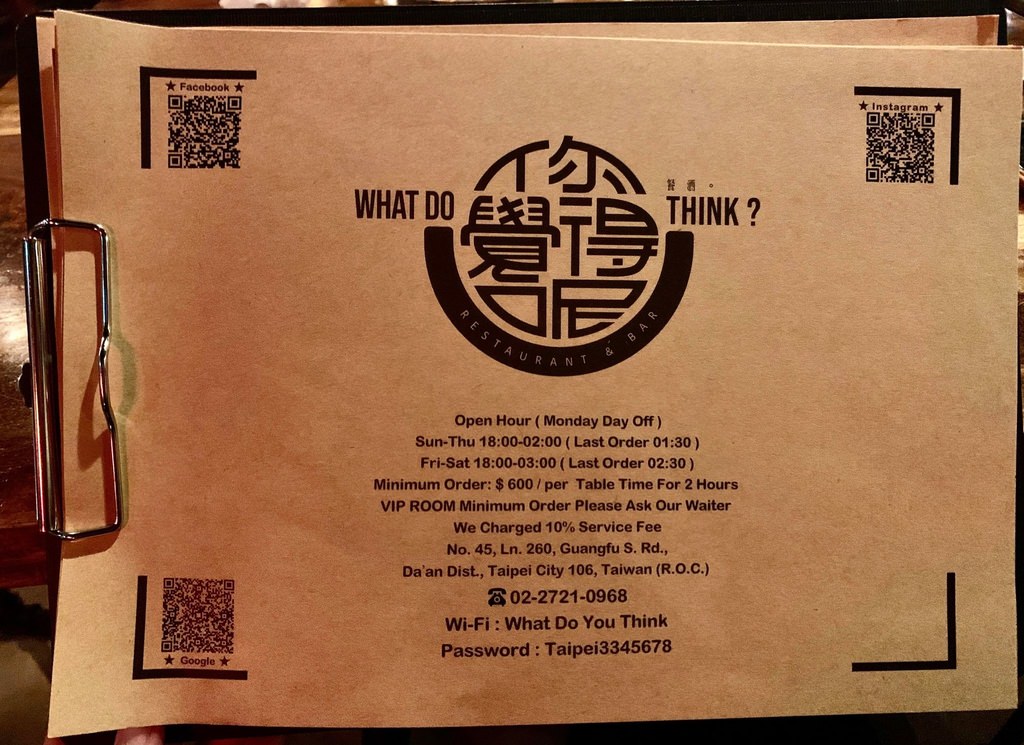 ★ Facebook ★
★ Instagram ★
你
餐 酒 。
WHAT DO
覺得
THINK ?
呢
RESTAURANT & BAR
Open Hour ( Monday Day Off )
Sun-Thu 18:00-02:00 ( Last Order 01:30 )
Fri-Sat 18:00-03:00 ( Last Order 02:30 )
Minimum Order: $ 600 / per Table Time For 2 Hours
VIP ROOM Minimum Order Please Ask Our Waiter
We Charged 10% Service Fee
No. 45, Ln. 260, Guangfu S. Rd.,
Da'an Dist., Taipei City 106, Taiwan (R.O.C.)
☎ 02-2721-0968
Wi-Fi : What Do You Think
Password : Taipei3345678
★ Google ★